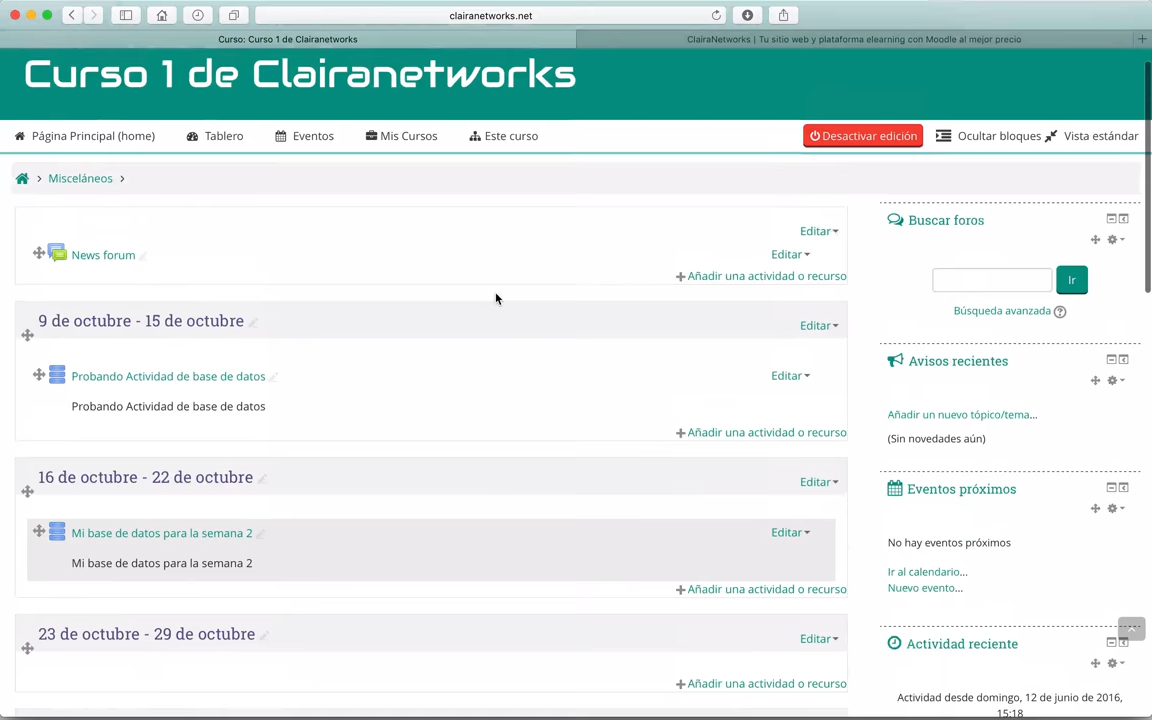 clairanetworks.net
Curso: Curso 1 de Clairanetworks
ClairaNetworks | Tu sitio web y plataforma elearning con Moodle al mejor precio
Curso 1 de Clairanetworks
Página Principal (home) Tablero Eventos Mis Cursos Este curso Desactivar edición Ocultar bloques Vista estándar
Misceláneos
Editar
News forum Editar
Añadir una actividad o recurso
9 de octubre - 15 de octubre Editar
Probando Actividad de base de datos Editar
Probando Actividad de base de datos
Añadir una actividad o recurso
16 de octubre - 22 de octubre Editar
Mi base de datos para la semana 2 Editar
Mi base de datos para la semana 2
Añadir una actividad o recurso
23 de octubre - 29 de octubre Editar
Añadir una actividad o recurso
Buscar foros
Ir
Búsqueda avanzada
Avisos recientes
Añadir un nuevo tópico/tema...
(Sin novedades aún)
Eventos próximos
No hay eventos próximos
Ir al calendario...
Nuevo evento...
Actividad reciente
Actividad desde domingo, 12 de junio de 2016,
15:18